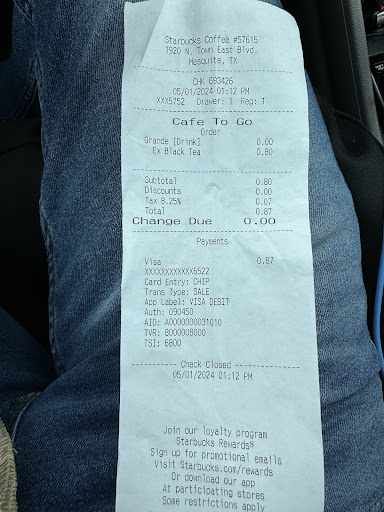 Starbucks Coffee #57615
1920 N. Town East Blvd.
Mesquite, TX
CHK 693426
05/01/2024 01:12 PM
XXX5752 Drawer: 1 Reg: 1
Cafe To Go
Order
Grande [Drink] 0.00
Ex Black Tea 0.80
Subtotal 0.80
Discounts 0.00
Tax 8.25% 0.07
Total 0.87
Change Due 0.00
Payments
Visa 0.87
XXXXXXXXXXXX6522
Card Entry: CHIP
Trans Type: SALE
App Label: VISA DEBIT
Auth: 090450
AID: A0000000031010
TVR: 8000008000
TSI: 6800
Check Closed
05/01/2024 01:12 PM
Join our loyalty program
Starbucks Rewards®
Sign up for promotional emails
Visit Starbucks.com/rewards
Or download our app
At participating stores
Some restrictions apply